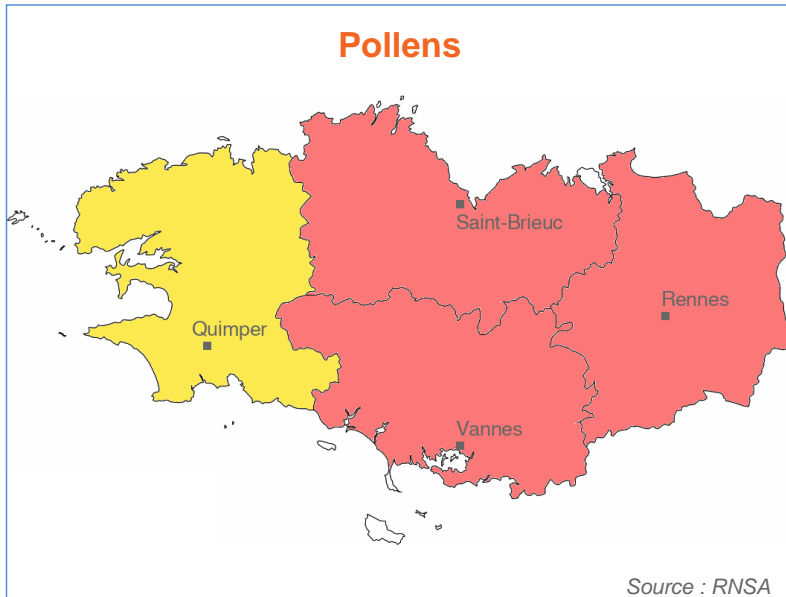 Pollens
Saint-Brieuc
Rennes
Quimper
Vannes
Source : RNSA